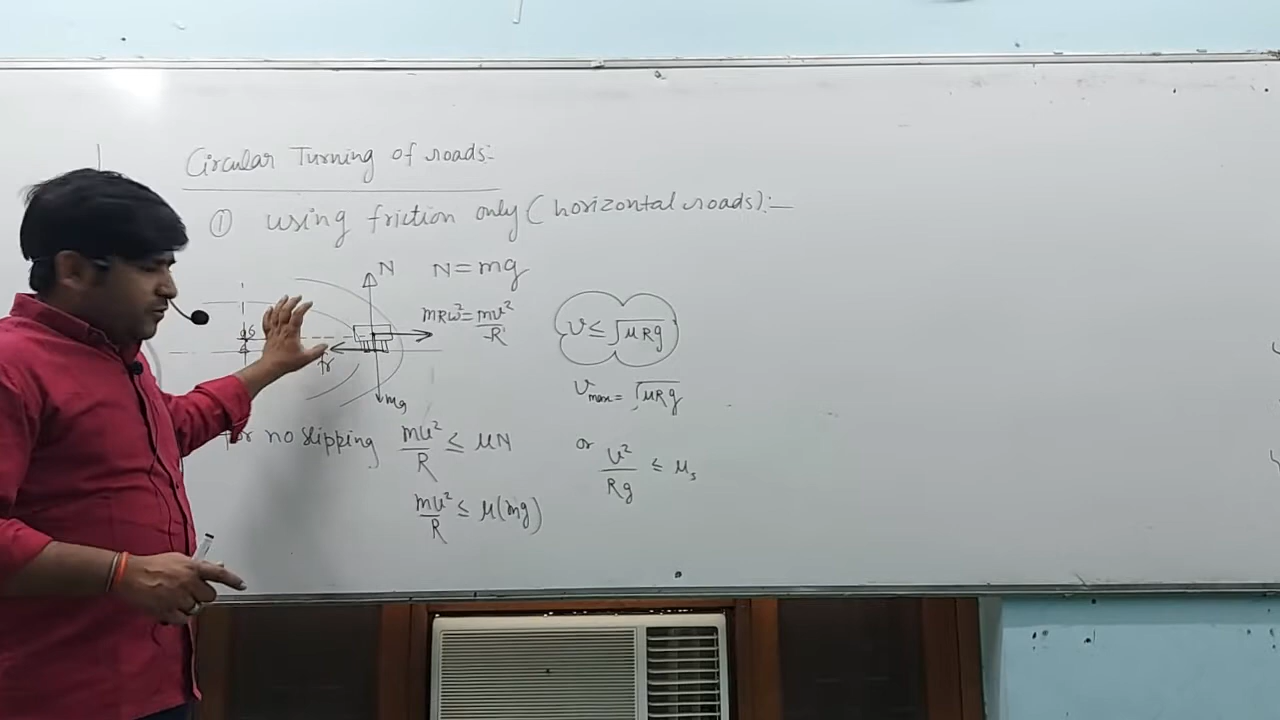 Circular Turning of roads:-
① using friction only (horizontal roads):-
N N = mg
mRω² = mv²/R
fr
mg
v ≤ √μRg
v max = √μRg
for no slipping mv²/R ≤ μN
or v²/Rg ≤ μs
mv²/R ≤ μ(mg)